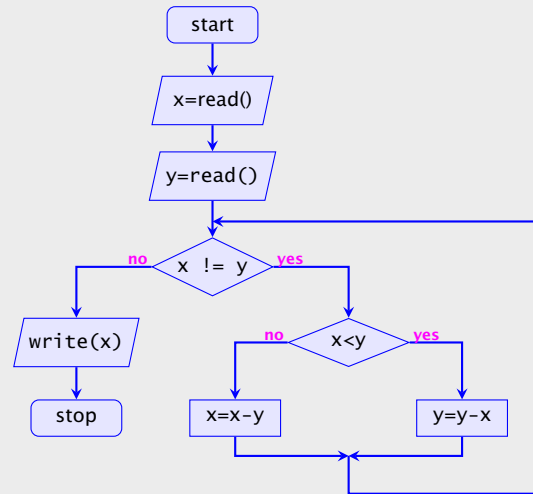 start
x=read()
y=read()
no
yes
x != y
no
yes
write(x)
x<y
stop
x=x-y
y=y-x